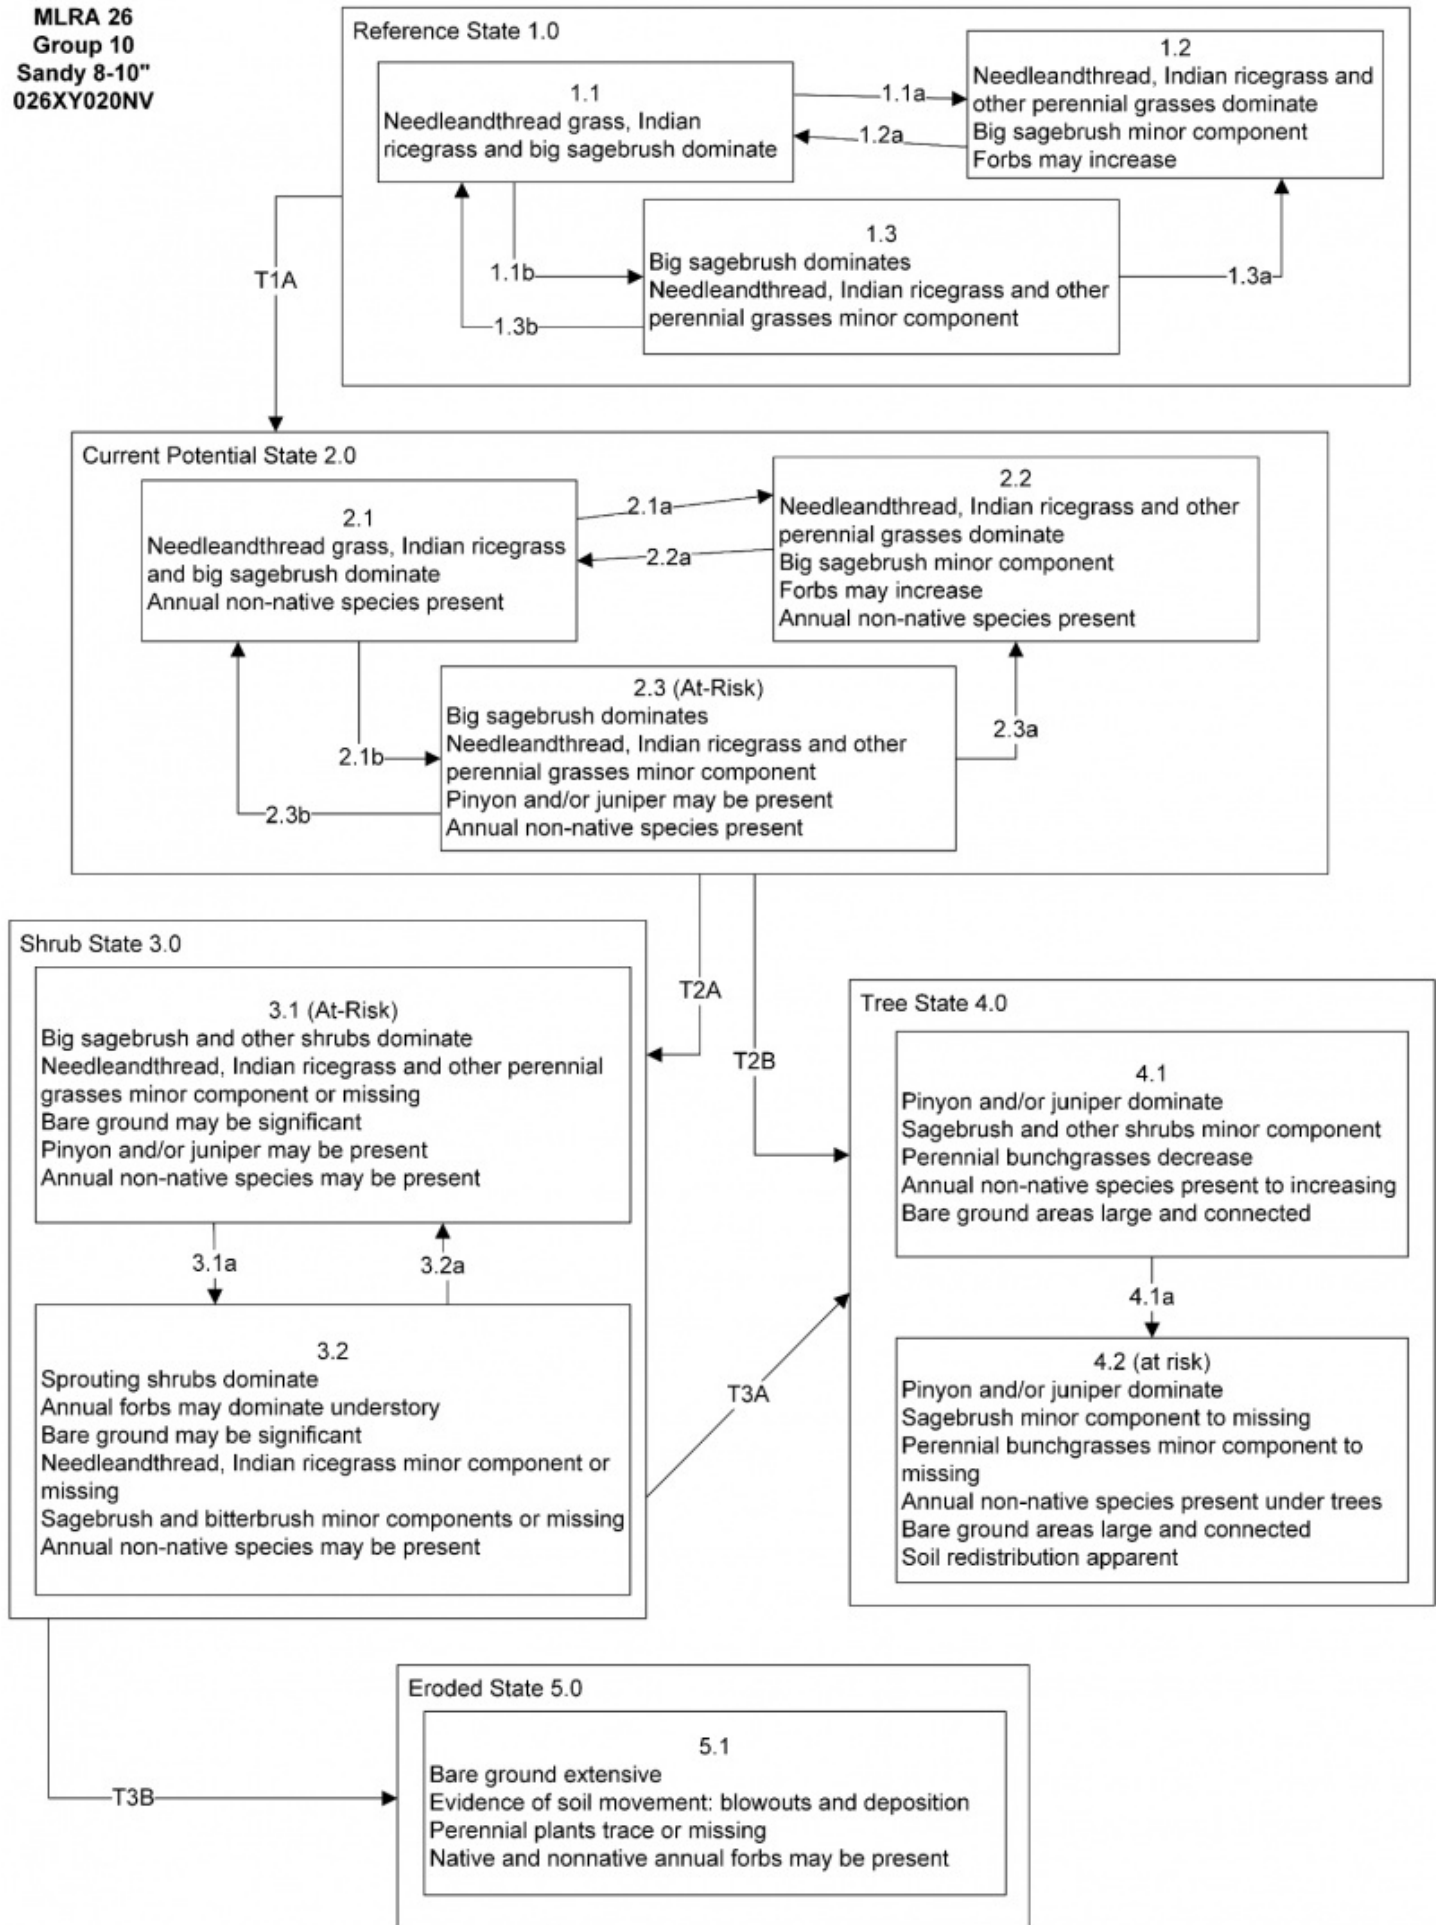 MLRA 26
Group 10
Sandy 8-10"
026XY020NV
Reference State 1.0
1.1
Needleandthread grass, Indian
ricegrass and big sagebrush dominate
1.1a
1.2a
1.2
Needleandthread, Indian ricegrass and
other perennial grasses dominate
Big sagebrush minor component
Forbs may increase
1.1b
1.3b
1.3
Big sagebrush dominates
Needleandthread, Indian ricegrass and other
perennial grasses minor component
1.3a
T1A
Current Potential State 2.0
2.1
Needleandthread grass, Indian ricegrass
and big sagebrush dominate
Annual non-native species present
2.1a
2.2a
2.2
Needleandthread, Indian ricegrass and other
perennial grasses dominate
Big sagebrush minor component
Forbs may increase
Annual non-native species present
2.1b
2.3b
2.3 (At-Risk)
Big sagebrush dominates
Needleandthread, Indian ricegrass and other
perennial grasses minor component
Pinyon and/or juniper may be present
Annual non-native species present
2.3a
T2A
T2B
Shrub State 3.0
3.1 (At-Risk)
Big sagebrush and other shrubs dominate
Needleandthread, Indian ricegrass and other perennial
grasses minor component or missing
Bare ground may be significant
Pinyon and/or juniper may be present
Annual non-native species may be present
3.1a
3.2a
3.2
Sprouting shrubs dominate
Annual forbs may dominate understory
Bare ground may be significant
Needleandthread, Indian ricegrass minor component or
missing
Sagebrush and bitterbrush minor components or missing
Annual non-native species may be present
T3A
Tree State 4.0
4.1
Pinyon and/or juniper dominate
Sagebrush and other shrubs minor component
Perennial bunchgrasses decrease
Annual non-native species present to increasing
Bare ground areas large and connected
4.1a
4.2 (at risk)
Pinyon and/or juniper dominate
Sagebrush minor component to missing
Perennial bunchgrasses minor component to
missing
Annual non-native species present under trees
Bare ground areas large and connected
Soil redistribution apparent
T3B
Eroded State 5.0
5.1
Bare ground extensive
Evidence of soil movement: blowouts and deposition
Perennial plants trace or missing
Native and nonnative annual forbs may be present